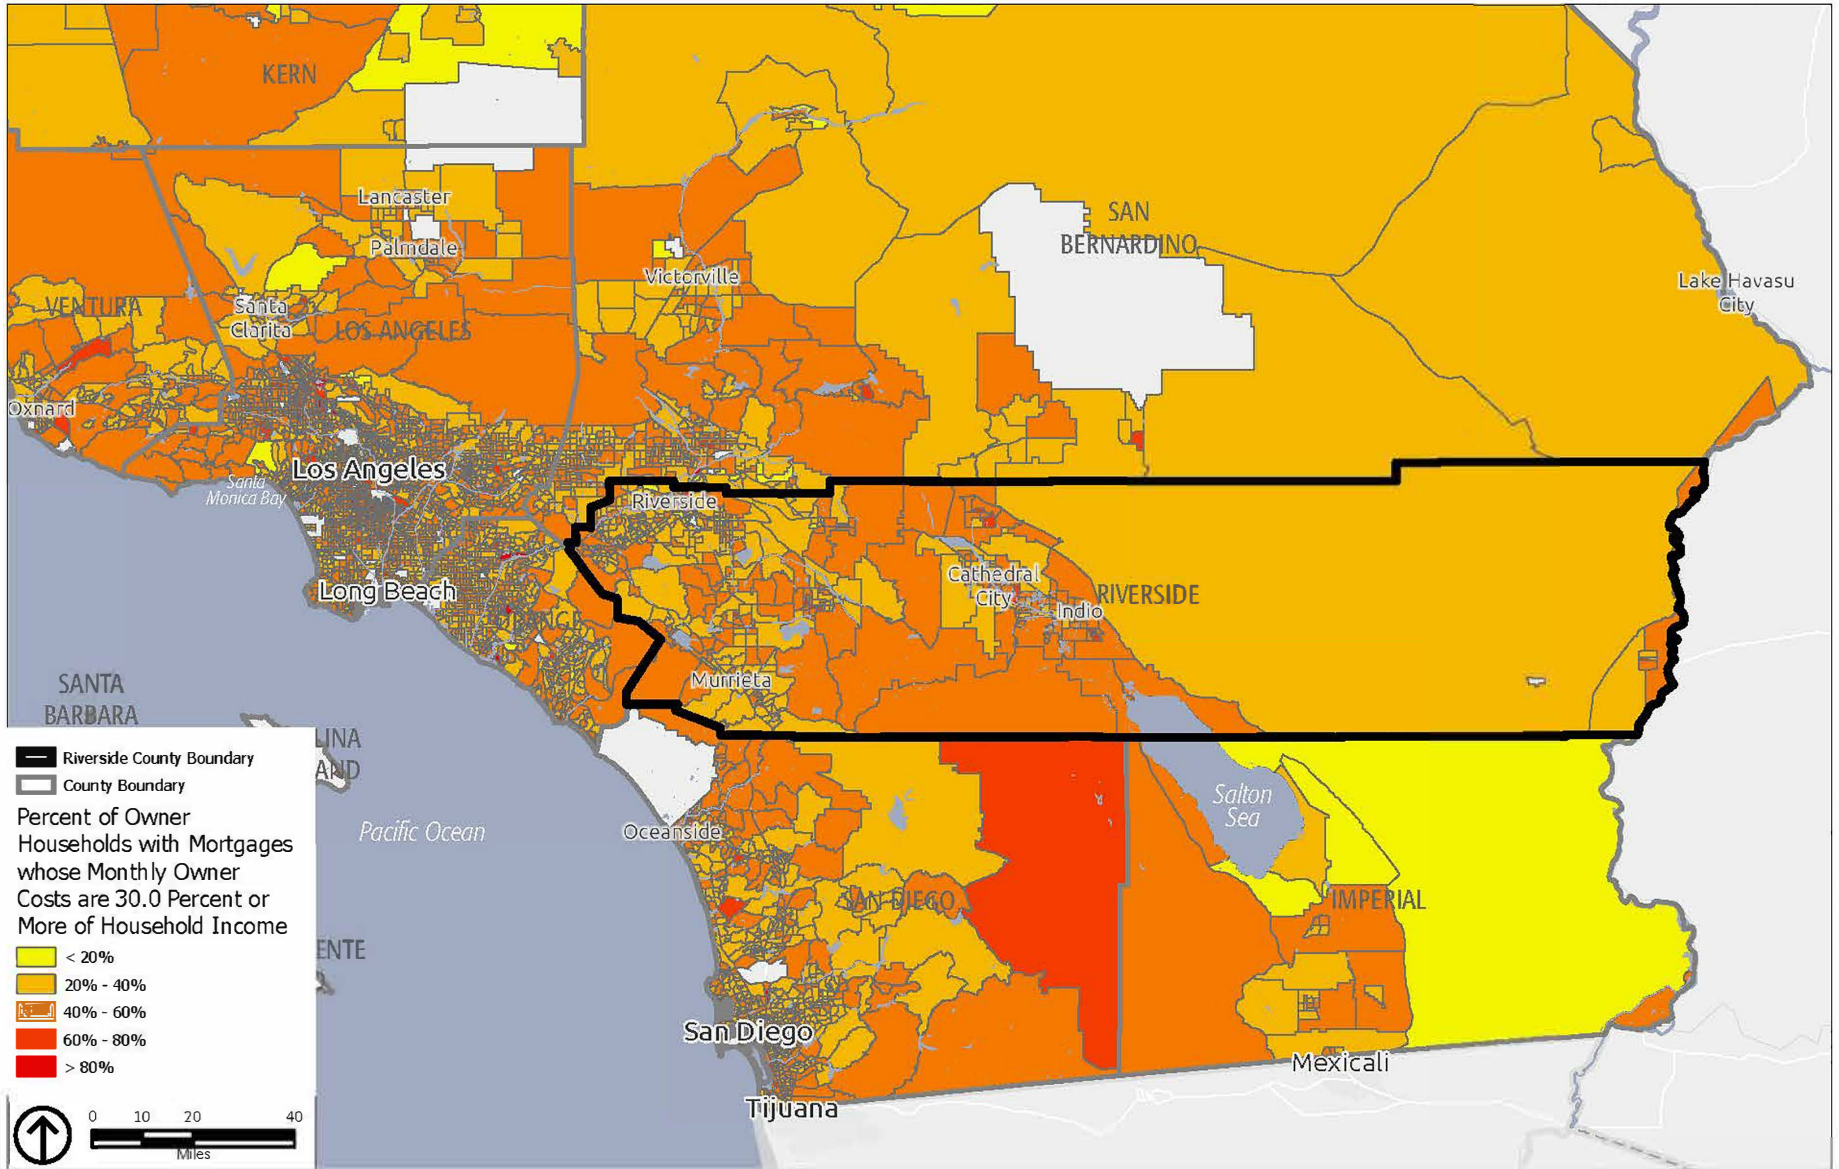 KERN
Lancaster
Palmdale
SAN
BERNARDINO
Victorville
Lake Havasu
City
VENTURA
Santa
Clarita
LOS ANGELES
Oxnard
Los Angeles
Santa
Monica Bay
Riverside
Long Beach
Cathedral
City
RIVERSIDE
Indio
SANTA
BARBARA
Murrieta
LINA
AND
Pacific Ocean
Oceanside
Salton
Sea
SAN DIEGO
IMPERIAL
ENTE
San Diego
Mexicali
Tijuana
Riverside County Boundary
County Boundary
Percent of Owner
Households with Mortgages
whose Monthly Owner
Costs are 30.0 Percent or
More of Household Income
< 20%
20% - 40%
40% - 60%
60% - 80%
> 80%
0 10 20 40
Miles